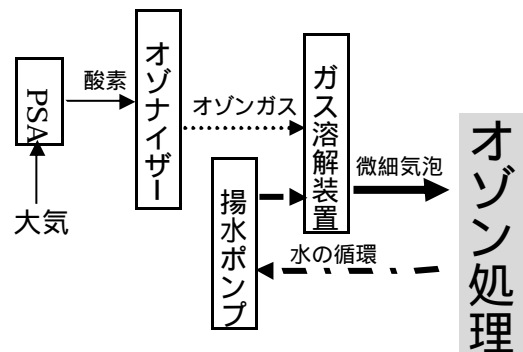 大気
PSA
酸素
オゾナイザー
オゾンガス
揚水ポンプ
ガス溶解装置
微細気泡
水の循環
オゾン処理